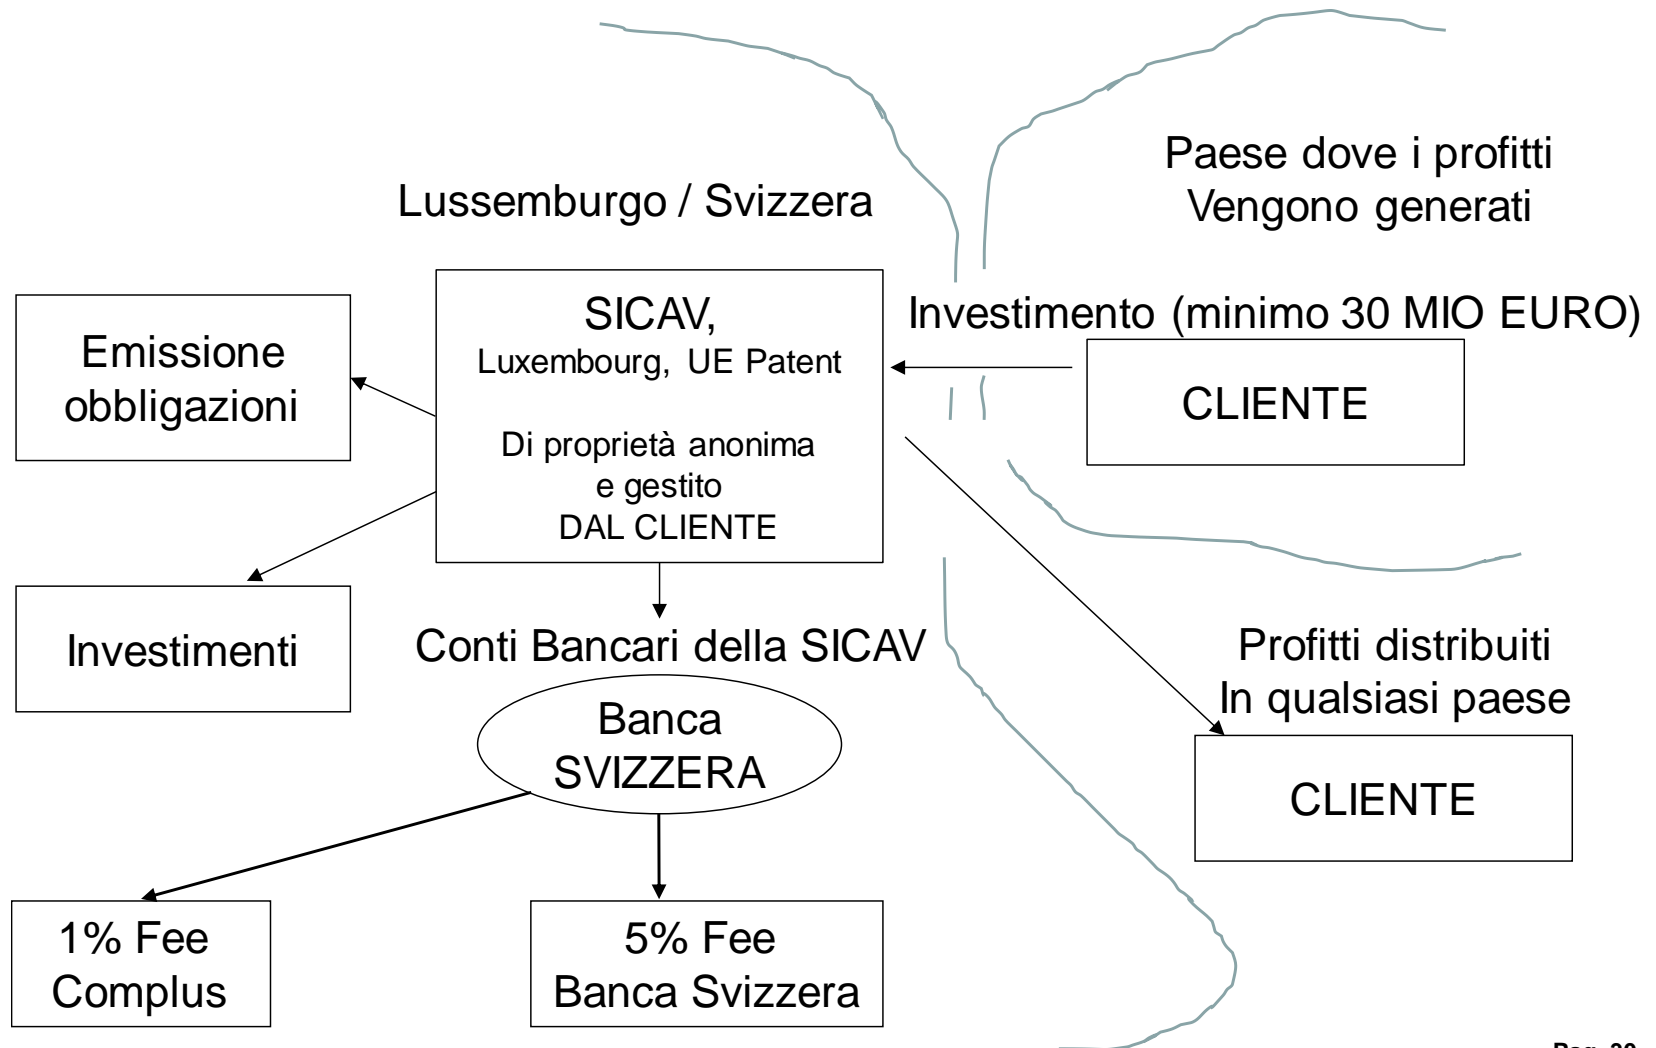 Paese dove i profitti
Vengono generati
Lussemburgo / Svizzera
Emissione
obbligazioni
SICAV,
Luxembourg, UE Patent
Di proprietà anonima
e gestito
DAL CLIENTE
Investimento (minimo 30 MIO EURO)
CLIENTE
Investimenti
Conti Bancari della SICAV
Banca
SVIZZERA
Profitti distribuiti
In qualsiasi paese
CLIENTE
1% Fee
Complus
5% Fee
Banca Svizzera